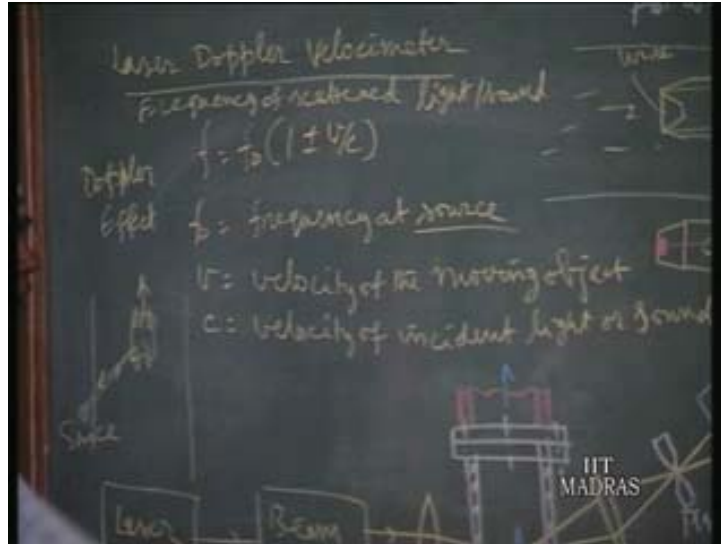 Laser Doppler Velocimeter
Frequency of scattered light/sound
f = f₀ (1 ± v/c)
Doppler
Effect
f₀ = frequency at source
v = velocity of the moving object
c = velocity of incident light or sound
Source
wire
Laser
Beam
IIT
MADRAS